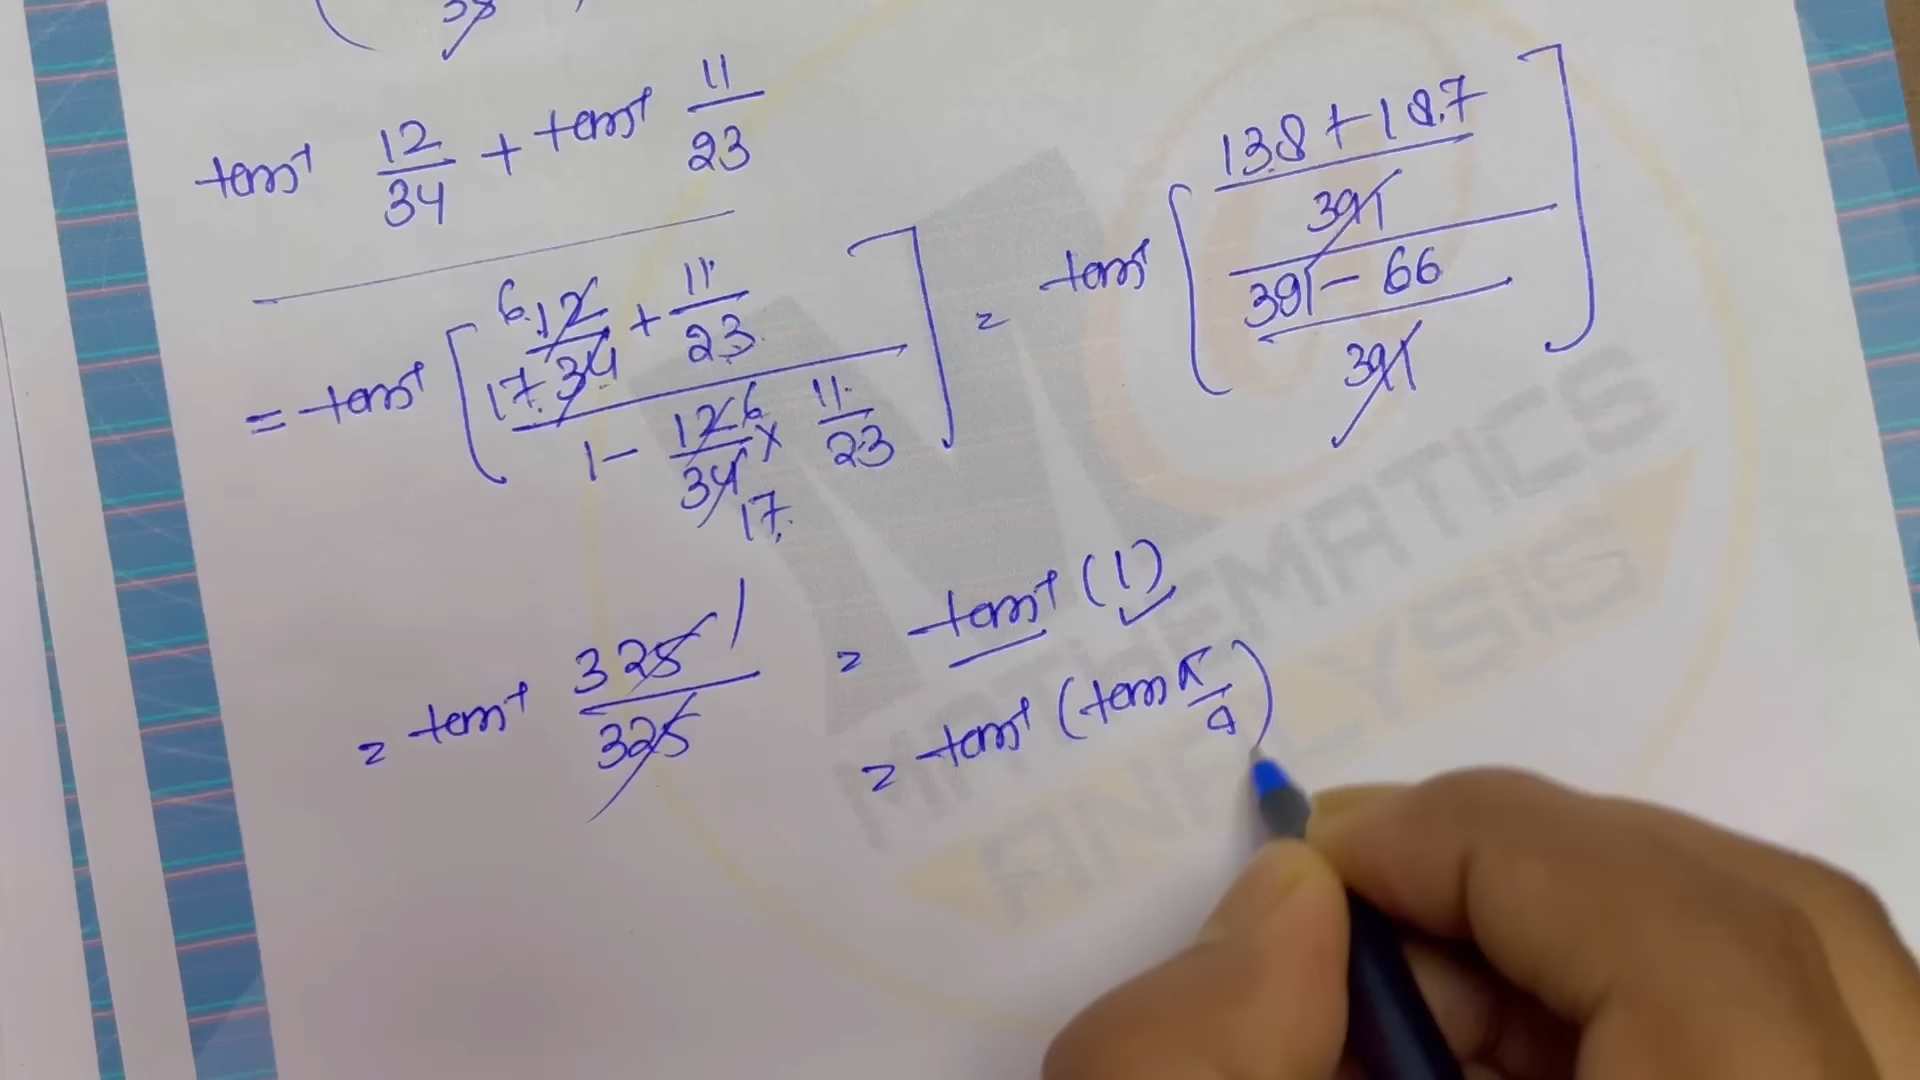 tan⁻¹ 12/34 + tan⁻¹ 11/23
= tan⁻¹ [ (6 12/17 34 + 11/23) / (1 - 12 6/34 17 × 11/23) ] = tan⁻¹ [ ((138 + 187)/391) / ((391 - 66)/391) ]
= tan⁻¹ 325/325 1 = tan⁻¹ (1)
= tan⁻¹ (tan π/4)
MATHEMATICS
ANALYSIS